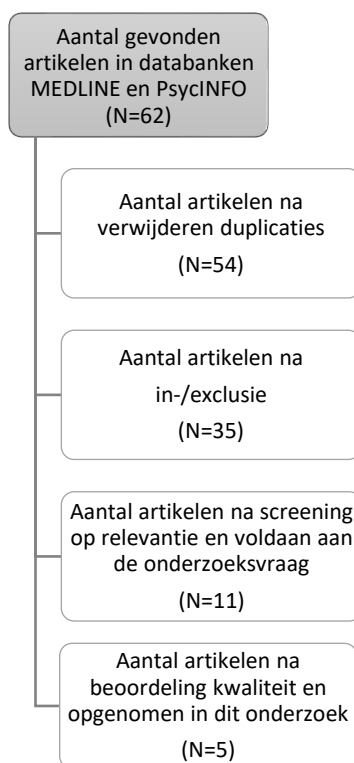 Aantal gevonden
artikelen in databanken
MEDLINE en PsycINFO
(N=62)
Aantal artikelen na
verwijderen duplicaties
(N=54)
Aantal artikelen na
in-/exclusie
(N=35)
Aantal artikelen na screening
op relevantie en voldaan aan
de onderzoeksvraag
(N=11)
Aantal artikelen na
beoordeling kwaliteit en
opgenomen in dit onderzoek
(N=5)